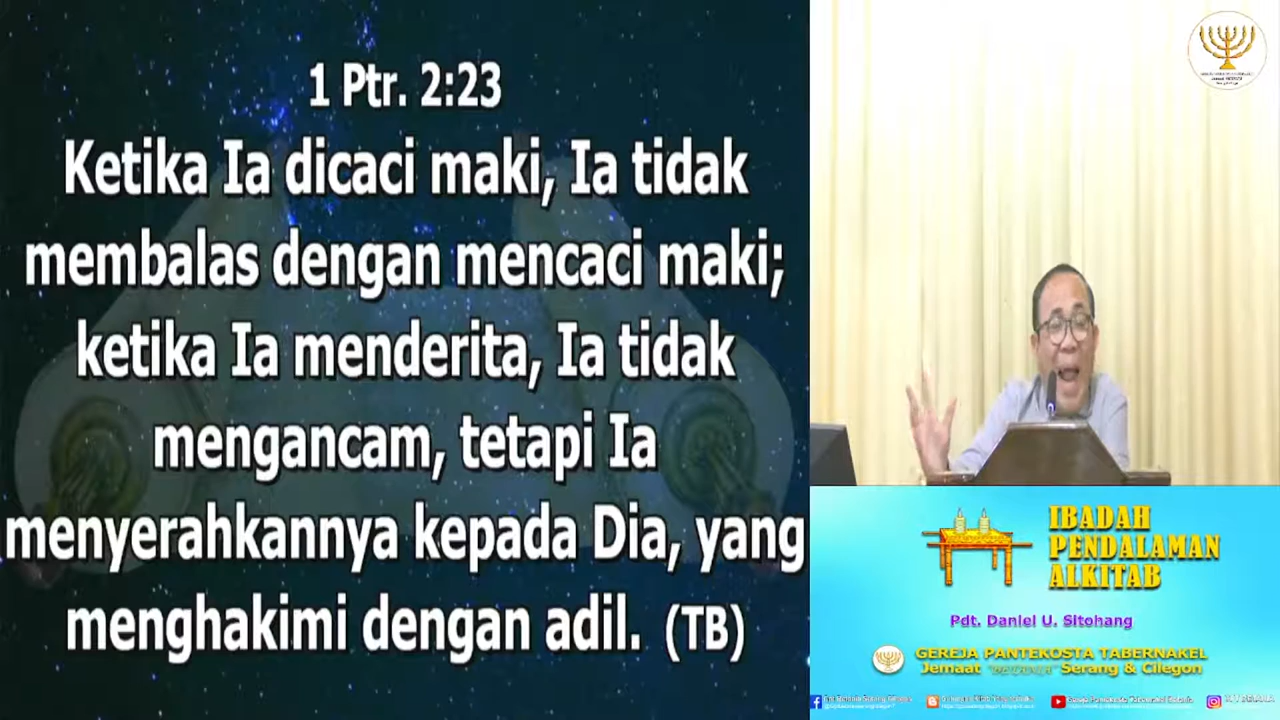 1 Ptr. 2:23
Ketika Ia dicaci maki, Ia tidak
membalas dengan mencaci maki;
ketika Ia menderita, Ia tidak
mengancam, tetapi Ia
menyerahkannya kepada Dia, yang
menghakimi dengan adil. (TB)
IBADAH
PENDALAMAN
ALKITAB
Pdt. Daniel U. Sitohang
GEREJA PANTEKOSTA TABERNAKEL
Jemaat "BETANIA" Serang & Cilegon